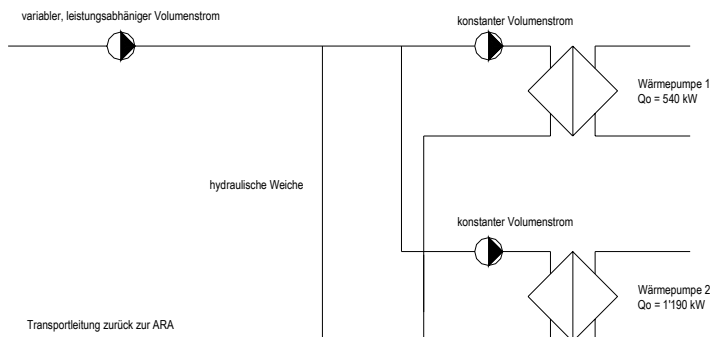 variabler, leistungsabhäniger Volumenstrom
konstanter Volumenstrom
Wärmepumpe 1
Qo = 540 kW
hydraulische Weiche
konstanter Volumenstrom
Wärmepumpe 2
Qo = 1'190 kW
Transportleitung zurück zur ARA